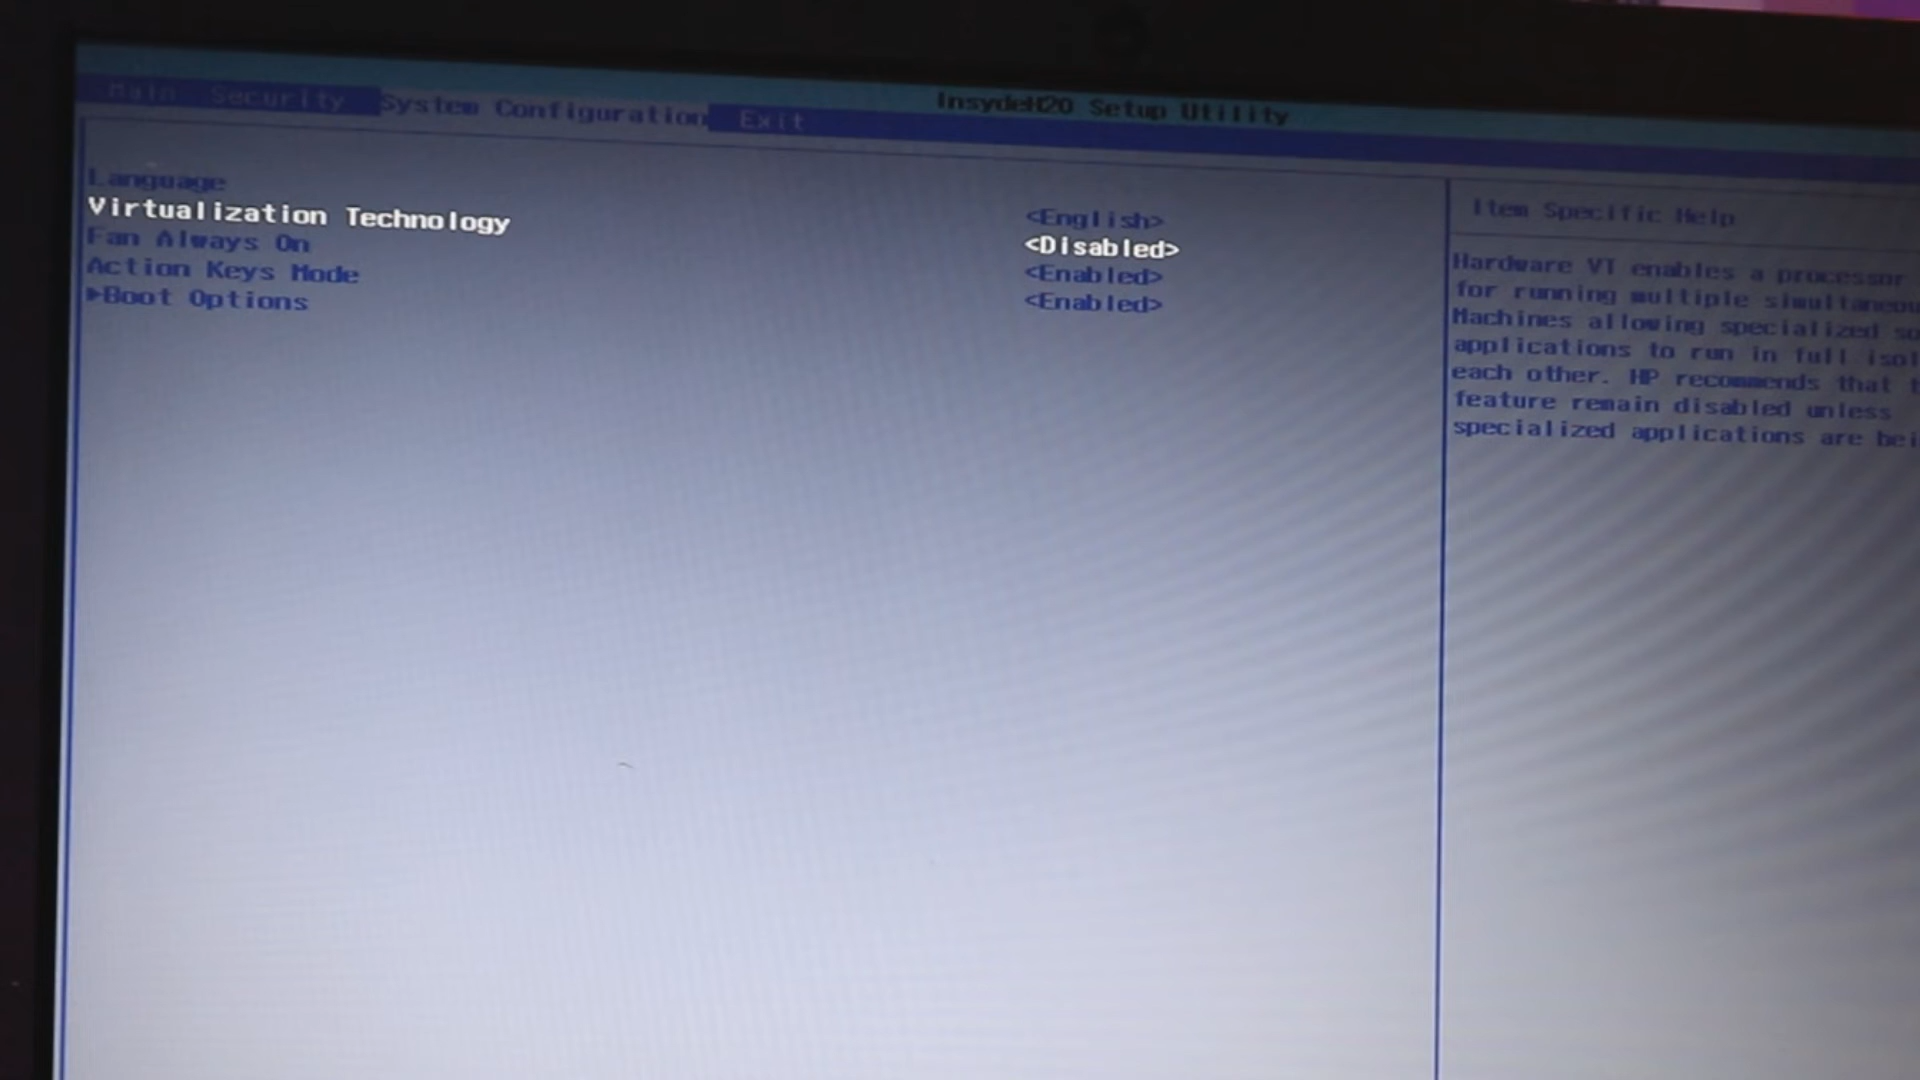 InsydeH20 Setup Utility
Main Security System Configuration Exit
Language <English>
Virtualization Technology <Disabled>
Fan Always On <Enabled>
Action Keys Mode <Enabled>
▶Boot Options
Item Specific Help
Hardware VT enables a processor
for running multiple
Machines allowing specialized
applications to run in full
each other. HP recommends that
feature remain disabled unless
specialized applications are